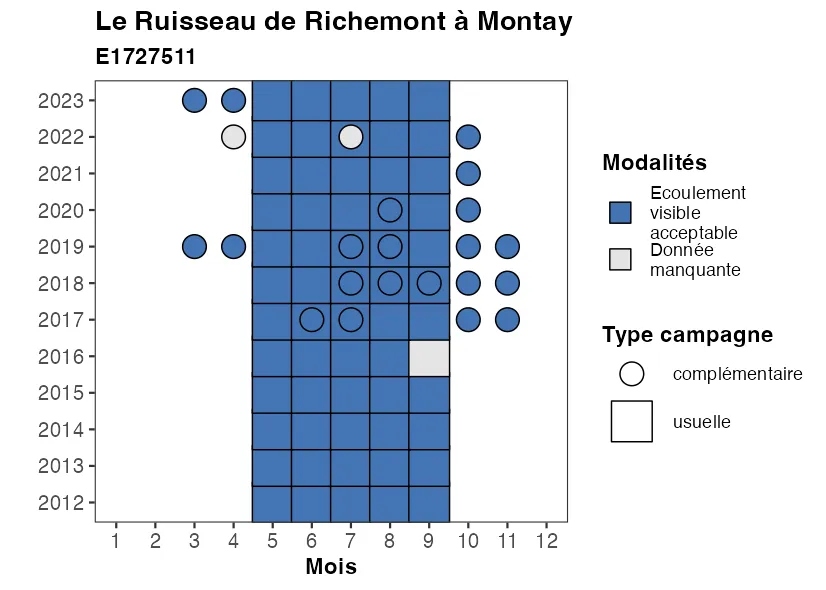 Le Ruisseau de Richemont à Montay
E1727511
2023
2022
2021
2020
2019
2018
2017
2016
2015
2014
2013
2012
1 2 3 4 5 6 7 8 9 10 11 12
Mois
Modalités
Ecoulement
visible
acceptable
Donnée
manquante
Type campagne
complémentaire
usuelle